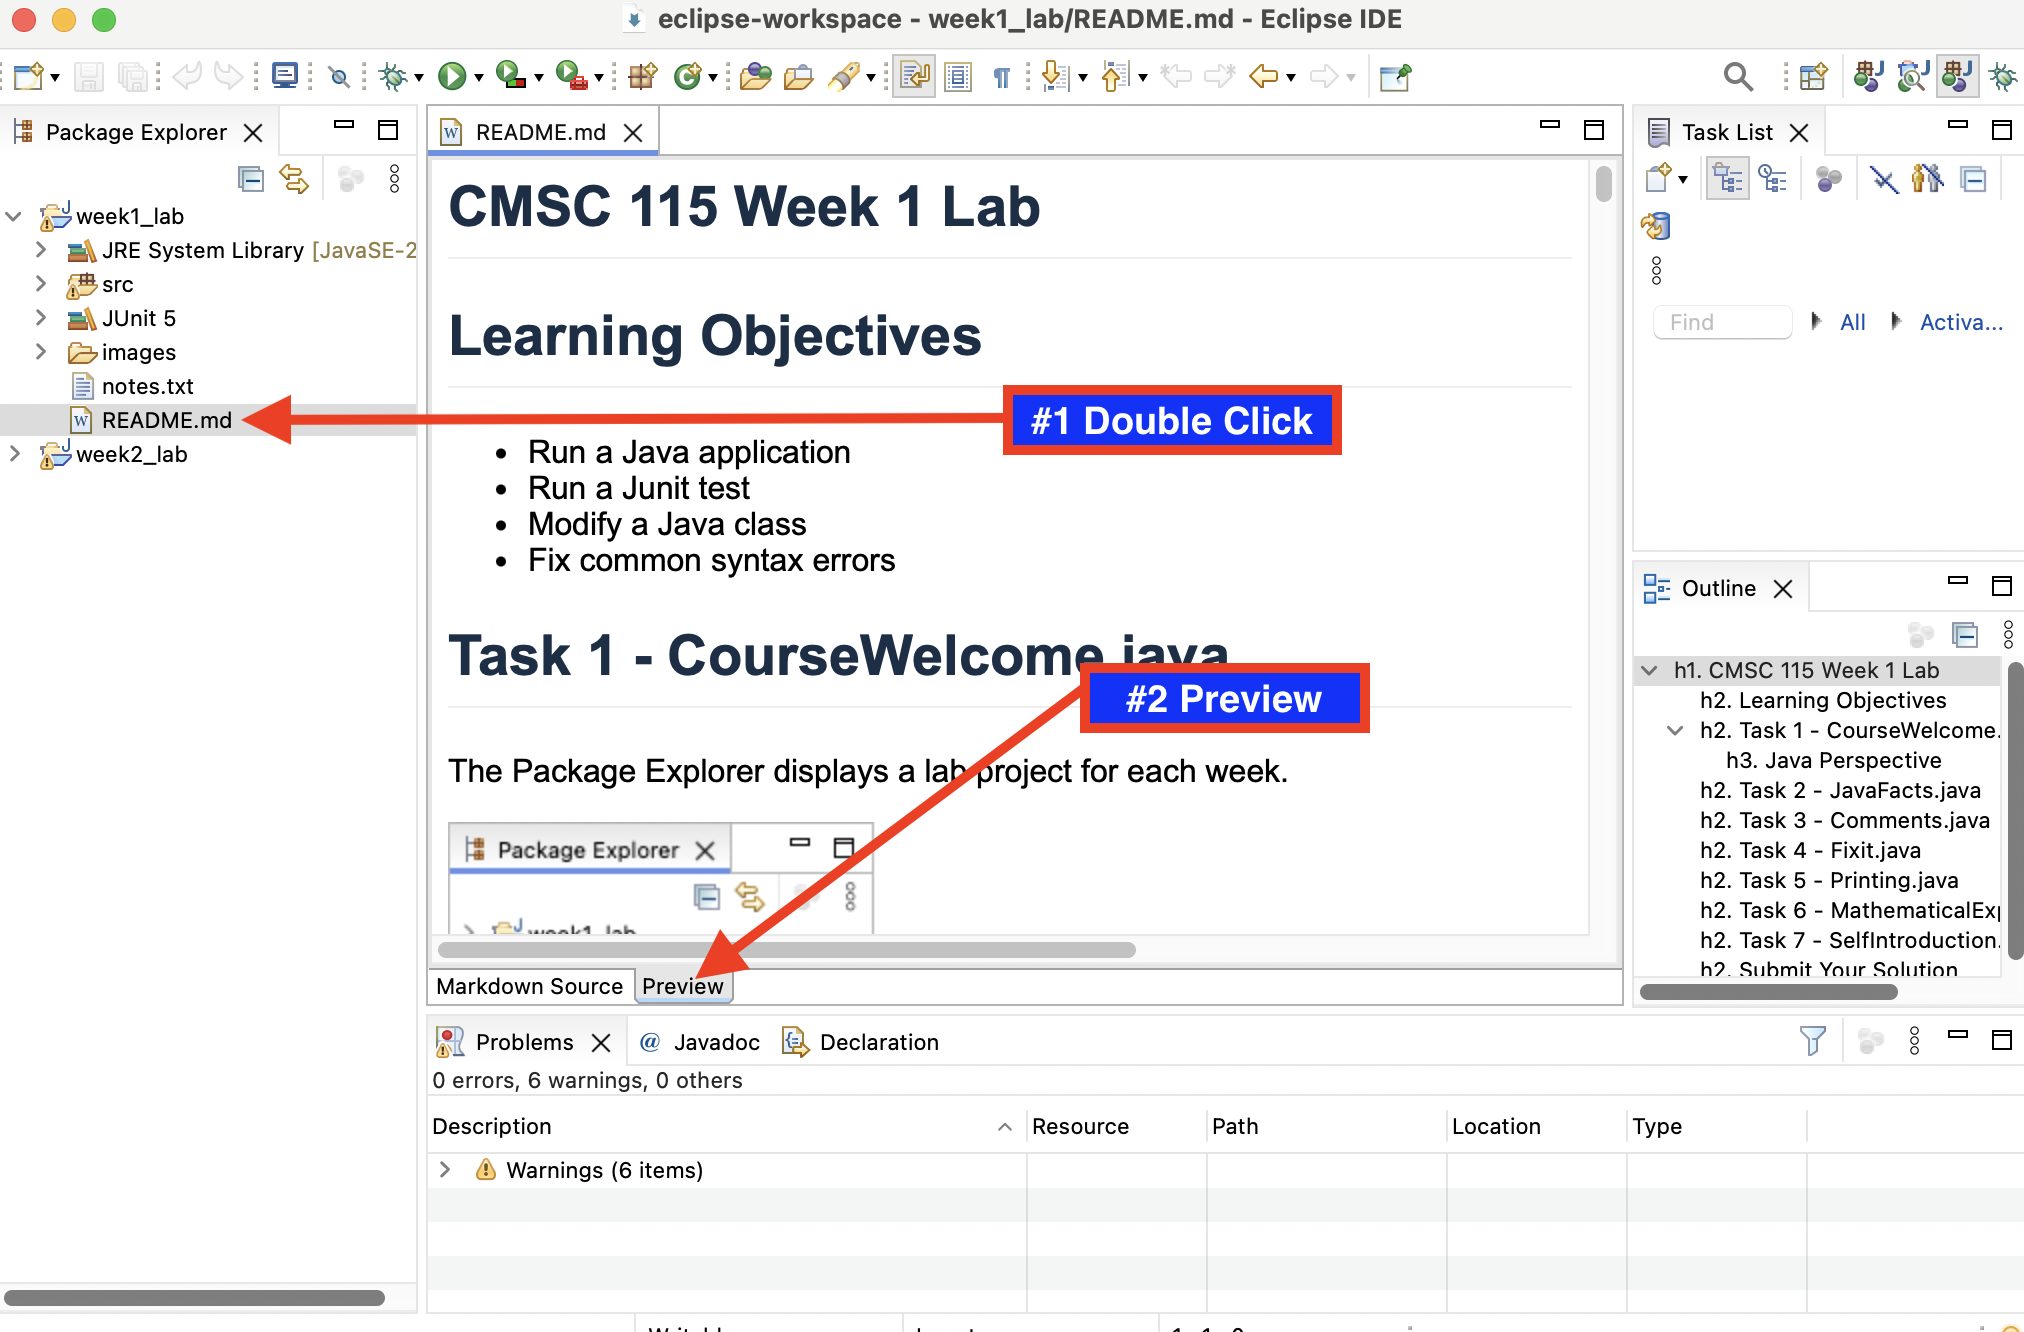 eclipse-workspace - week1_lab/README.md - Eclipse IDE
Package Explorer
week1_lab
JRE System Library [JavaSE-2
src
JUnit 5
images
notes.txt
README.md
week2_lab
README.md
CMSC 115 Week 1 Lab
Learning Objectives
#1 Double Click
• Run a Java application
• Run a Junit test
• Modify a Java class
• Fix common syntax errors
Task 1 - CourseWelcome.java
#2 Preview
The Package Explorer displays a lab project for each week.
Package Explorer
week1_lab
Markdown Source Preview
Task List
Find All Activa...
Outline
h1. CMSC 115 Week 1 Lab
h2. Learning Objectives
h2. Task 1 - CourseWelcome.
h3. Java Perspective
h2. Task 2 - JavaFacts.java
h2. Task 3 - Comments.java
h2. Task 4 - Fixit.java
h2. Task 5 - Printing.java
h2. Task 6 - MathematicalExp
h2. Task 7 - SelfIntroduction.
h2. Submit Your Solution
Problems @ Javadoc Declaration
0 errors, 6 warnings, 0 others
Description Resource Path Location Type
Warnings (6 items)